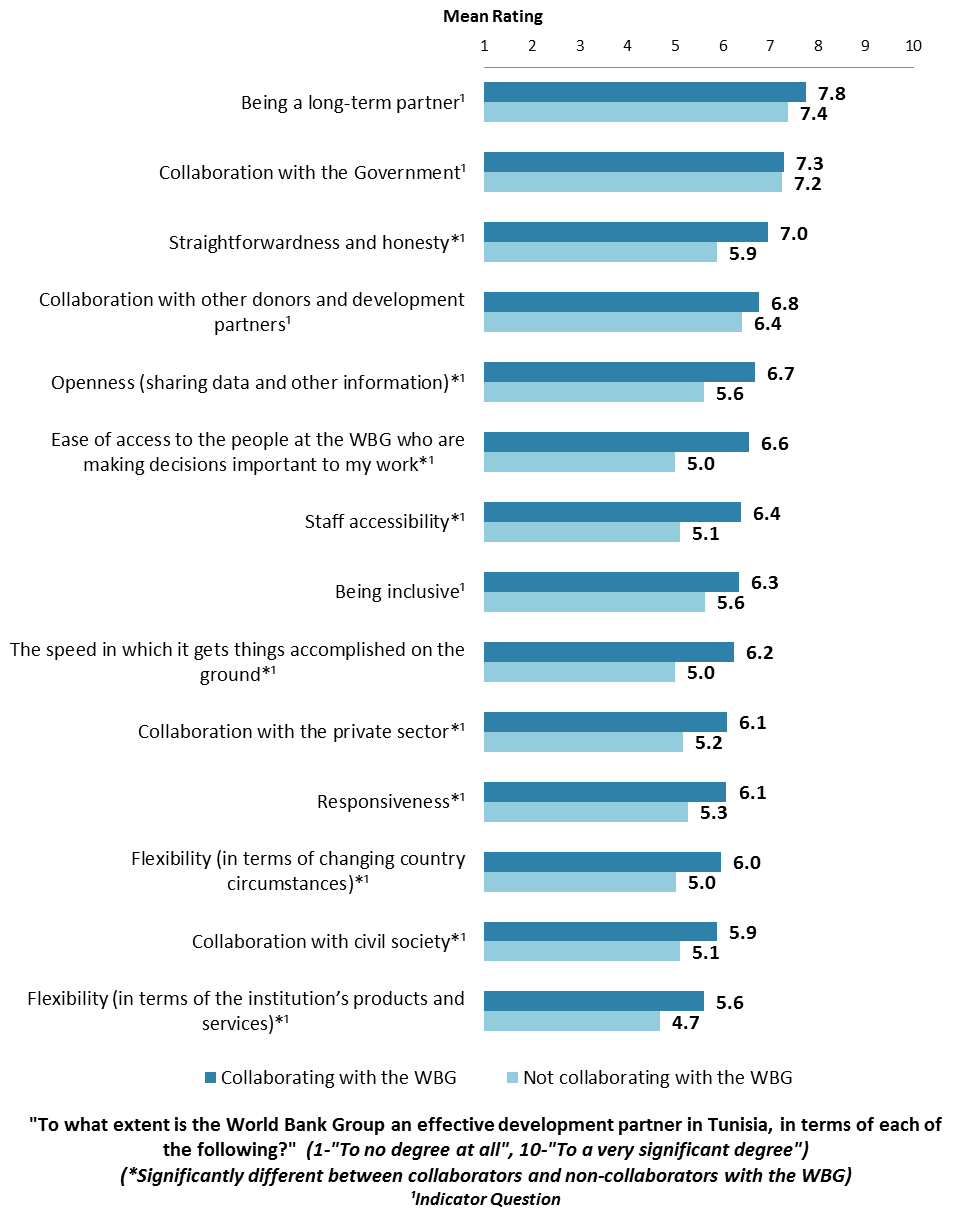 Mean Rating
1 2 3 4 5 6 7 8 9 10
Being a long-term partner¹
7.8
7.4
Collaboration with the Government¹
7.3
7.2
Straightforwardness and honesty*¹
7.0
5.9
Collaboration with other donors and development
partners¹
6.8
6.4
Openness (sharing data and other information)*¹
6.7
5.6
Ease of access to the people at the WBG who are
making decisions important to my work*¹
6.6
5.0
Staff accessibility*¹
6.4
5.1
Being inclusive¹
6.3
5.6
The speed in which it gets things accomplished on the
ground*¹
6.2
5.0
Collaboration with the private sector*¹
6.1
5.2
Responsiveness*¹
6.1
5.3
Flexibility (in terms of changing country
circumstances)*¹
6.0
5.0
Collaboration with civil society*¹
5.9
5.1
Flexibility (in terms of the institution’s products and
services)*¹
5.6
4.7
Collaborating with the WBG Not collaborating with the WBG
"To what extent is the World Bank Group an effective development partner in Tunisia, in terms of each of
the following?" (1-"To no degree at all", 10-"To a very significant degree")
(*Significantly different between collaborators and non-collaborators with the WBG)
¹Indicator Question